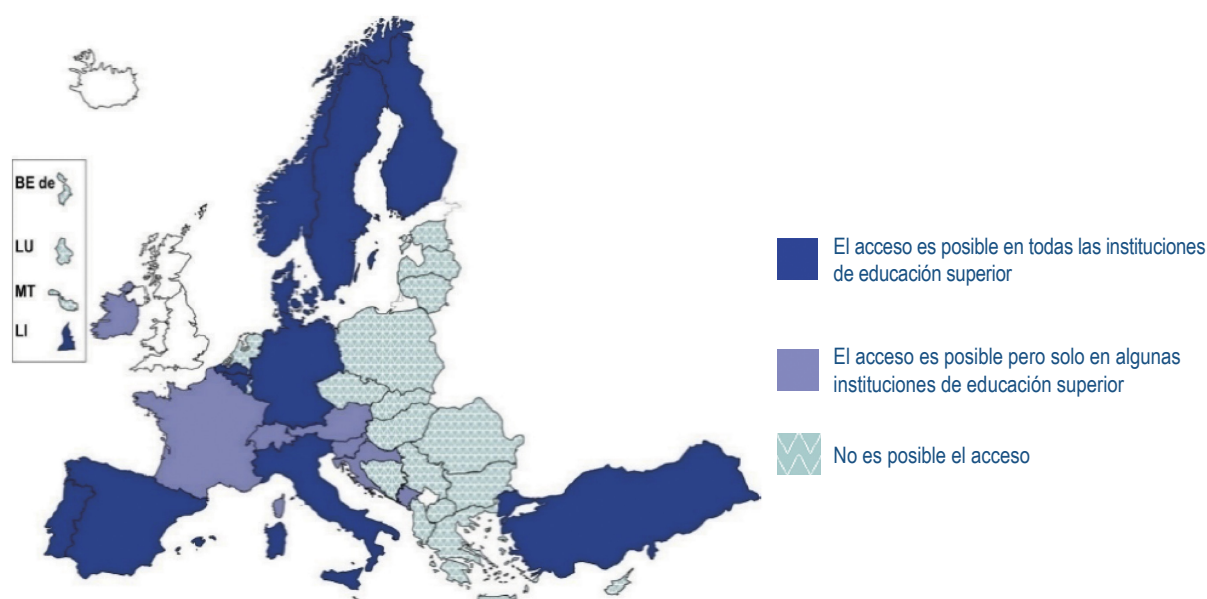 BE de
LU
MT
LI
El acceso es posible en todas las instituciones
de educación superior
El acceso es posible pero solo en algunas
instituciones de educación superior
No es posible el acceso